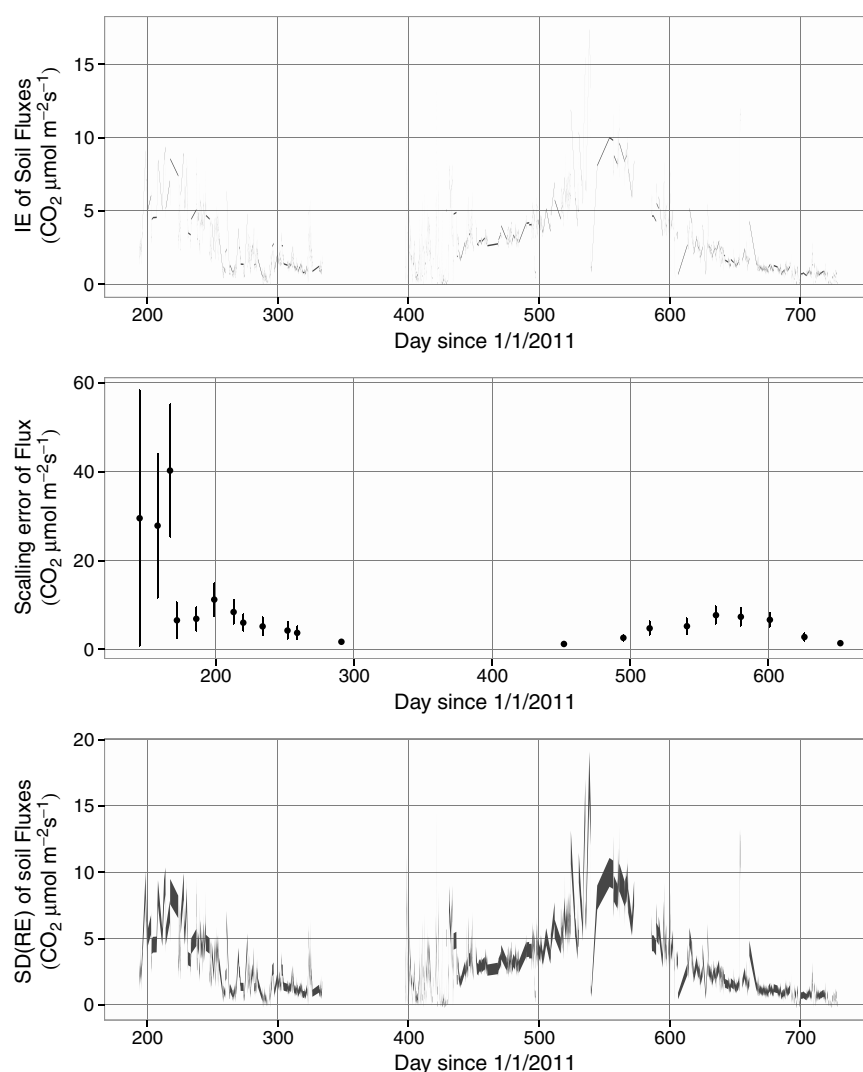 IE of Soil Fluxes
(CO₂ μmol m⁻²s⁻¹)
15
10
5
0
200 300 400 500 600 700
Day since 1/1/2011
Scalling error of Flux
(CO₂ μmol m⁻²s⁻¹)
60
40
20
0
200 300 400 500 600
Day since 1/1/2011
SD(RE) of soil Fluxes
(CO₂ μmol m⁻²s⁻¹)
20
15
10
5
0
200 300 400 500 600 700
Day since 1/1/2011